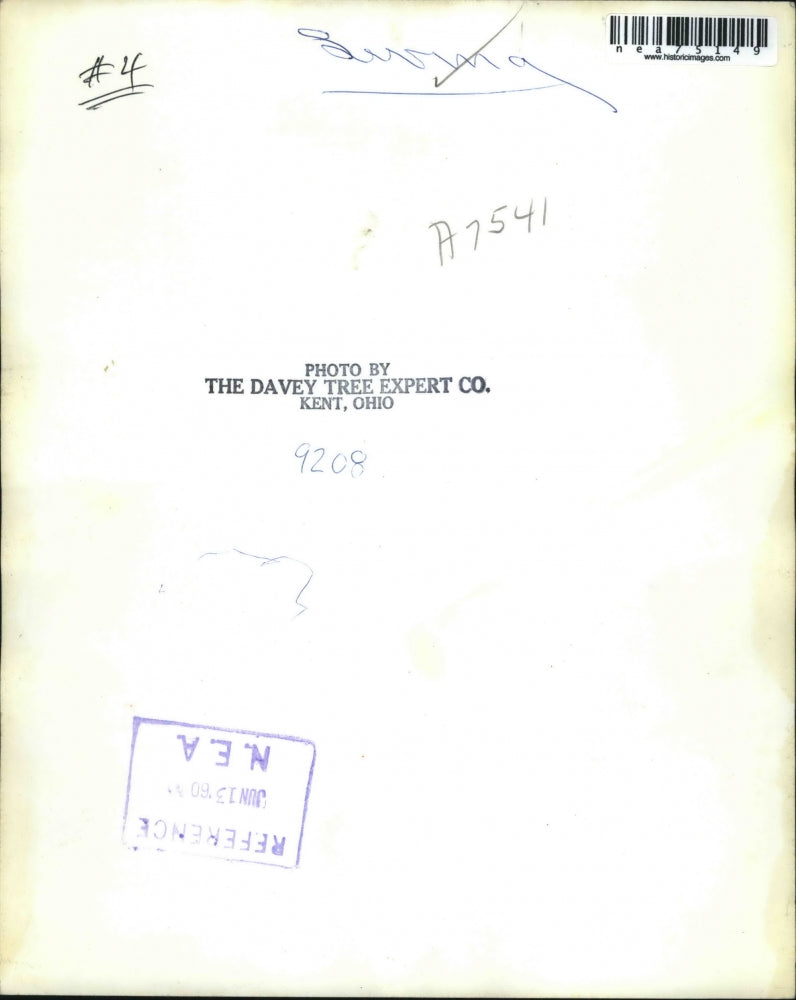 #4
nea75149
www.historicimages.com
A7541
PHOTO BY
THE DAVEY TREE EXPERT CO.
KENT, OHIO
9208
REFERENCE
JUN 13 '60
N.E.A.